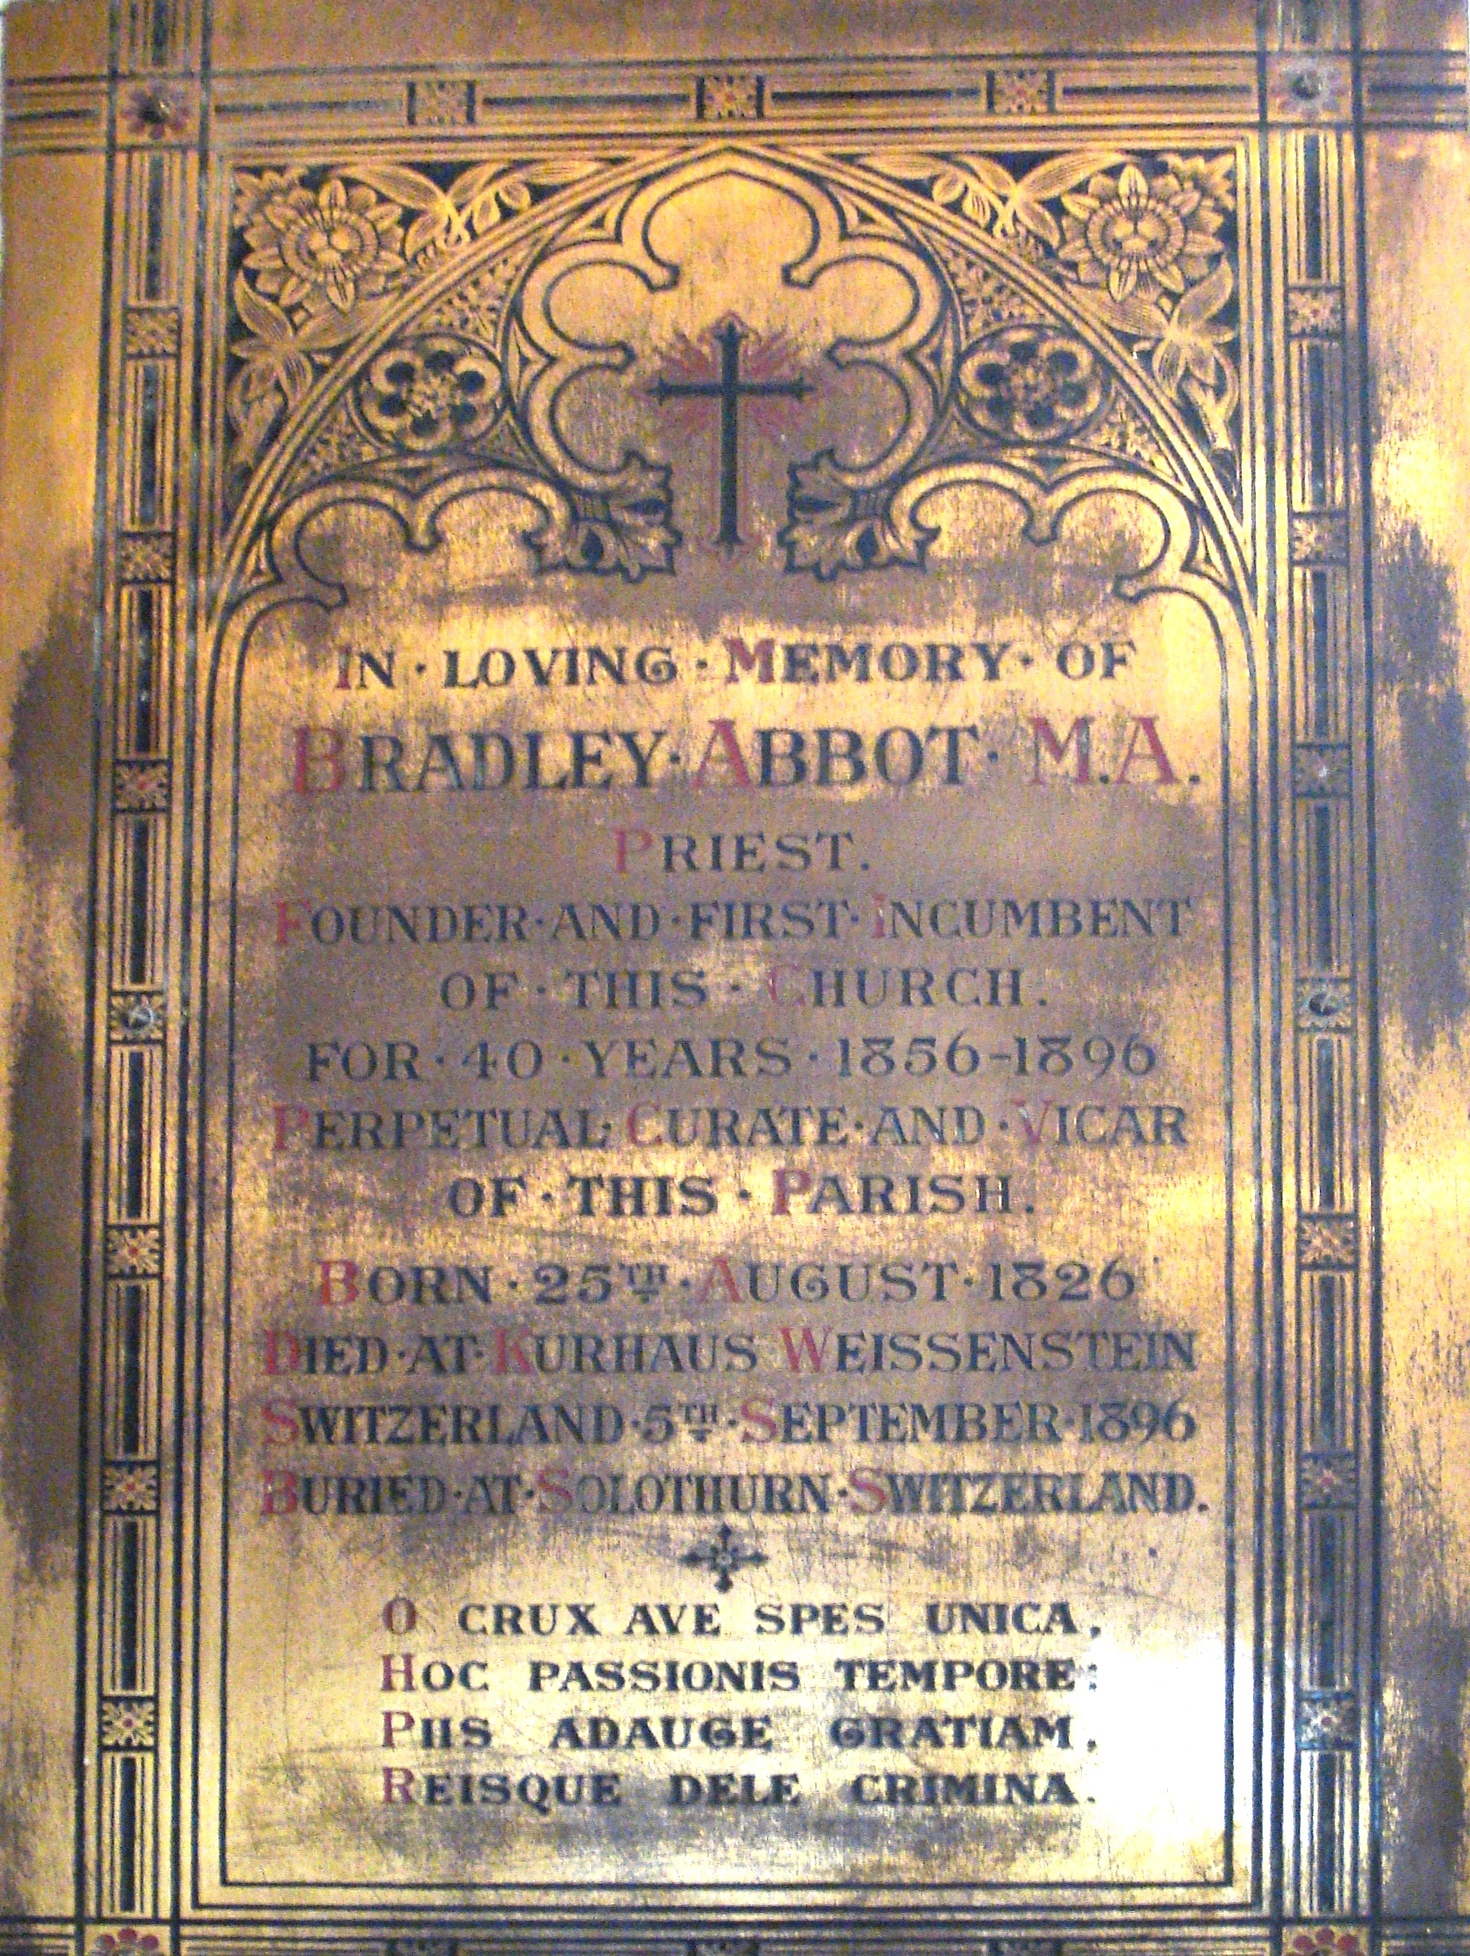 IN · LOVING · MEMORY · OF
BRADLEY · ABBOT · M.A.
PRIEST.
FOUNDER · AND · FIRST · INCUMBENT
OF · THIS · CHURCH.
FOR · 40 · YEARS · 1856-1896
PERPETUAL · CURATE · AND · VICAR
OF · THIS · PARISH.
BORN · 25TH · AUGUST · 1826
DIED · AT · KURHAUS WEISSENSTEIN
SWITZERLAND · 5TH · SEPTEMBER · 1896
BURIED · AT · SOLOTHURN · SWITZERLAND.
O CRUX AVE SPES UNICA,
HOC PASSIONIS TEMPORE:
PIIS ADAUGE GRATIAM,
REISQUE DELE CRIMINA.